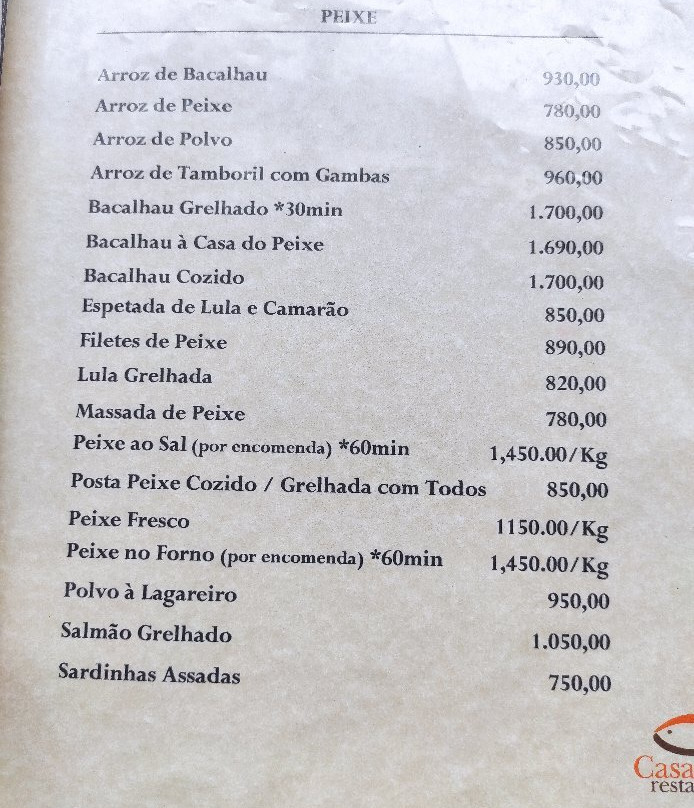 PEIXE
Arroz de Bacalhau 930,00
Arroz de Peixe 780,00
Arroz de Polvo 850,00
Arroz de Tamboril com Gambas 960,00
Bacalhau Grelhado *30min 1.700,00
Bacalhau à Casa do Peixe 1.690,00
Bacalhau Cozido 1.700,00
Espetada de Lula e Camarão 850,00
Filetes de Peixe 890,00
Lula Grelhada 820,00
Massada de Peixe 780,00
Peixe ao Sal (por encomenda) *60min 1,450.00/Kg
Posta Peixe Cozido / Grelhada com Todos 850,00
Peixe Fresco 1150.00/Kg
Peixe no Forno (por encomenda) *60min 1,450.00/Kg
Polvo à Lagareiro 950,00
Salmão Grelhado 1.050,00
Sardinhas Assadas 750,00
Casa
resta